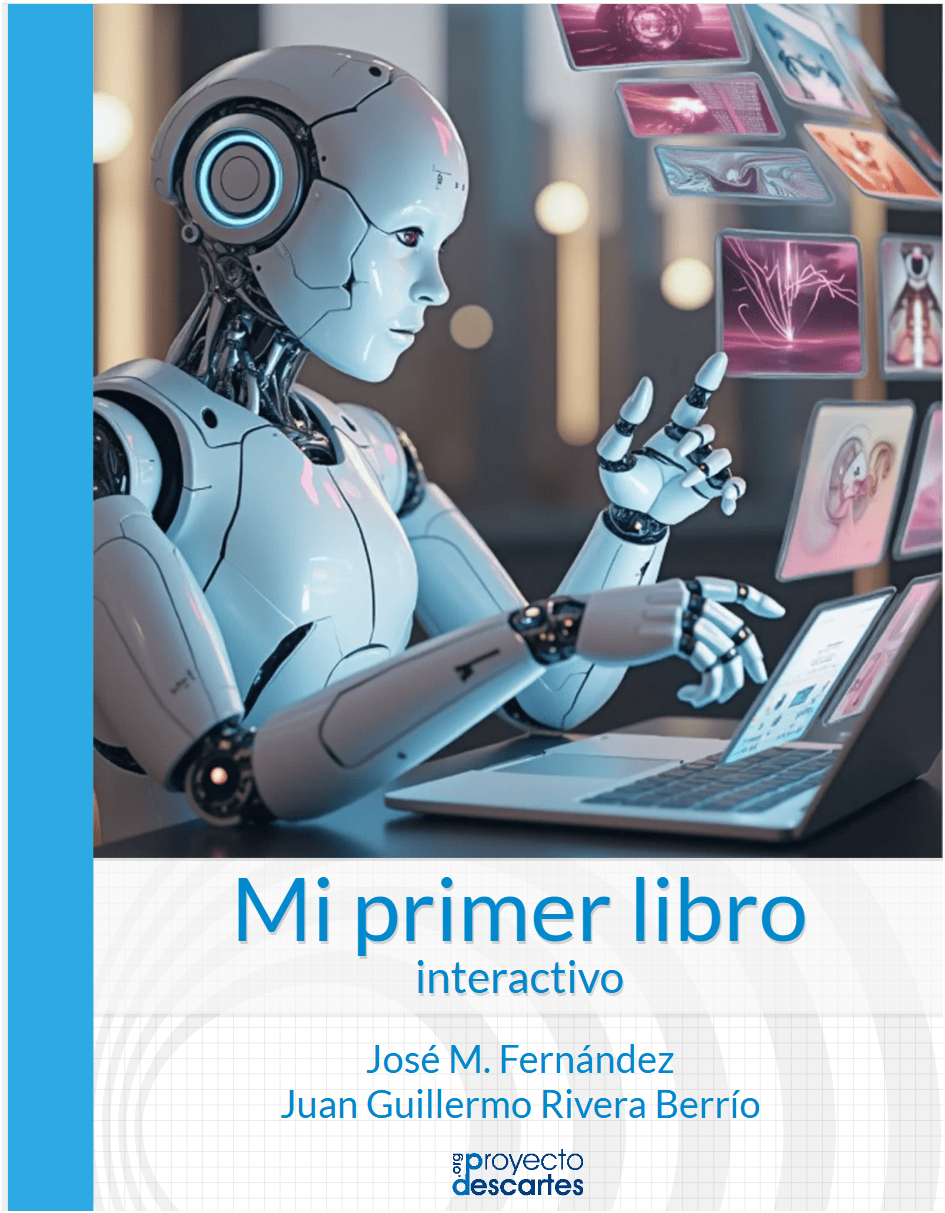 Mi primer libro
interactivo
José M. Fernández
Juan Guillermo Rivera Berrío
.org
proyecto
descartes